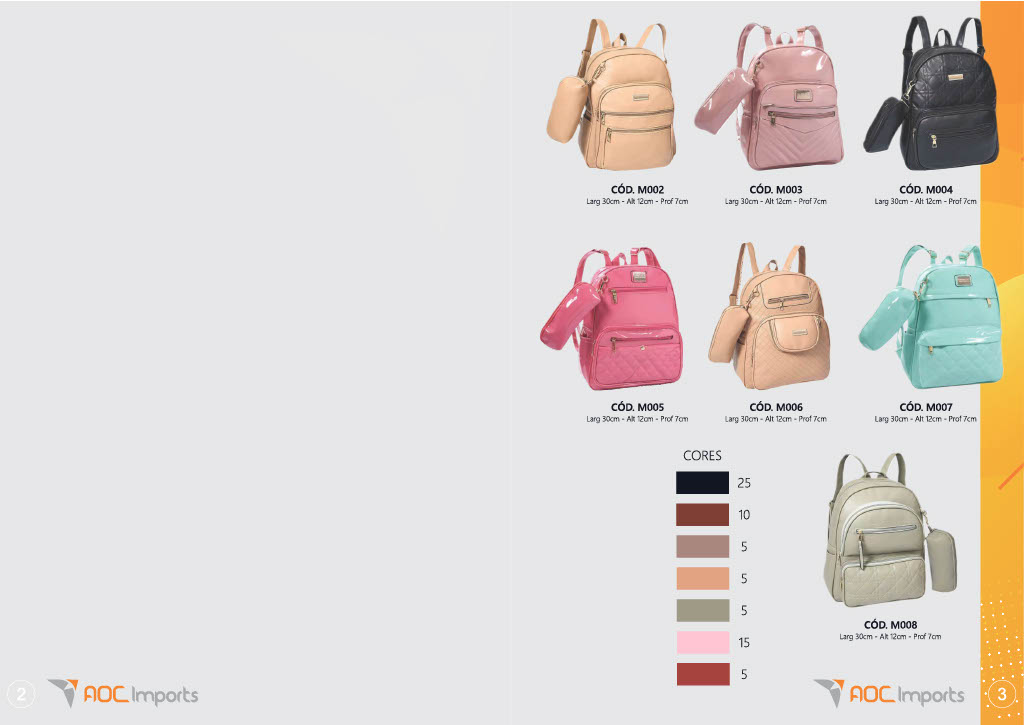 CÓD. M002
Larg 30cm - Alt 12cm - Prof 7cm
CÓD. M003
Larg 30cm - Alt 12cm - Prof 7cm
CÓD. M004
Larg 30cm - Alt 12cm - Prof 7cm
CÓD. M005
Larg 30cm - Alt 12cm - Prof 7cm
CÓD. M006
Larg 30cm - Alt 12cm - Prof 7cm
CÓD. M007
Larg 30cm - Alt 12cm - Prof 7cm
CORES
25
10
5
5
5
15
5
CÓD. M008
Larg 30cm - Alt 12cm - Prof 7cm
2
AOC Imports
AOC Imports
3